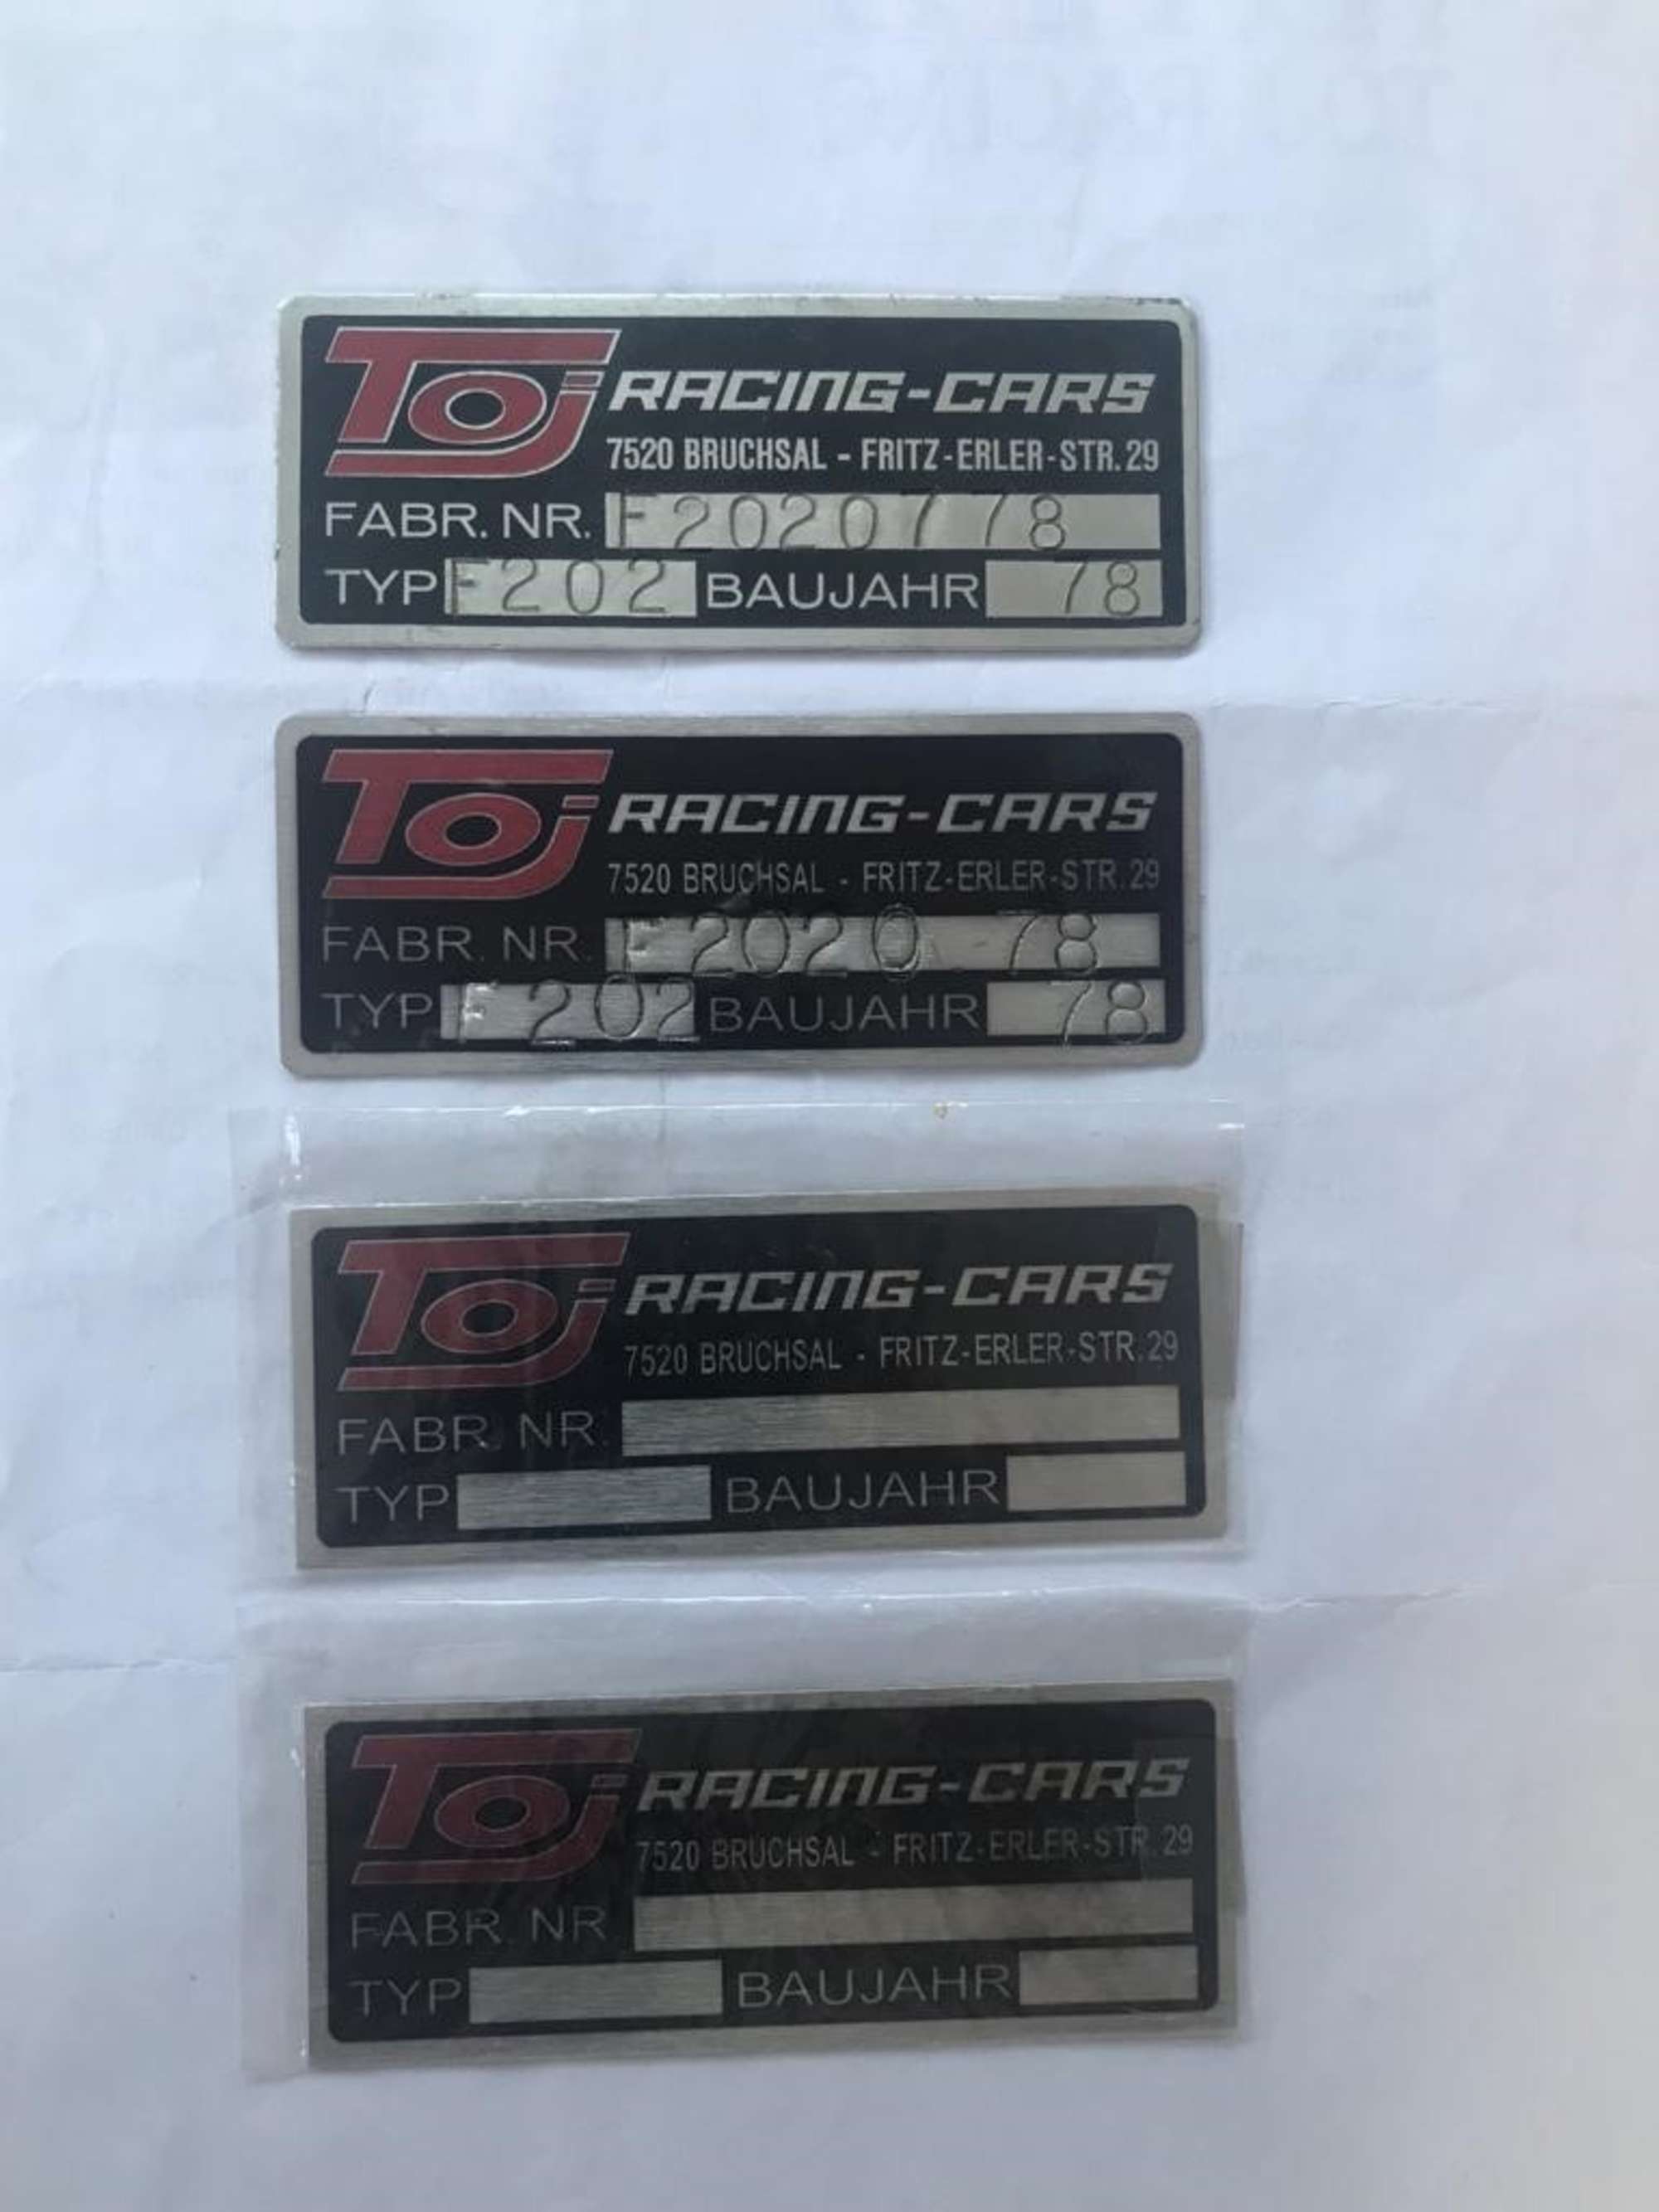 Toj RACING-CARS
7520 BRUCHSAL - FRITZ-ERLER-STR. 29
FABR. NR. F2020778
TYP F202 BAUJAHR 78
Toj RACING-CARS
7520 BRUCHSAL - FRITZ-ERLER-STR. 29
FABR. NR. F2020 78
TYP F202 BAUJAHR 78
Toj RACING-CARS
7520 BRUCHSAL - FRITZ-ERLER-STR. 29
FABR. NR.
TYP BAUJAHR
Toj RACING-CARS
7520 BRUCHSAL - FRITZ-ERLER-STR. 29
FABR. NR.
TYP BAUJAHR